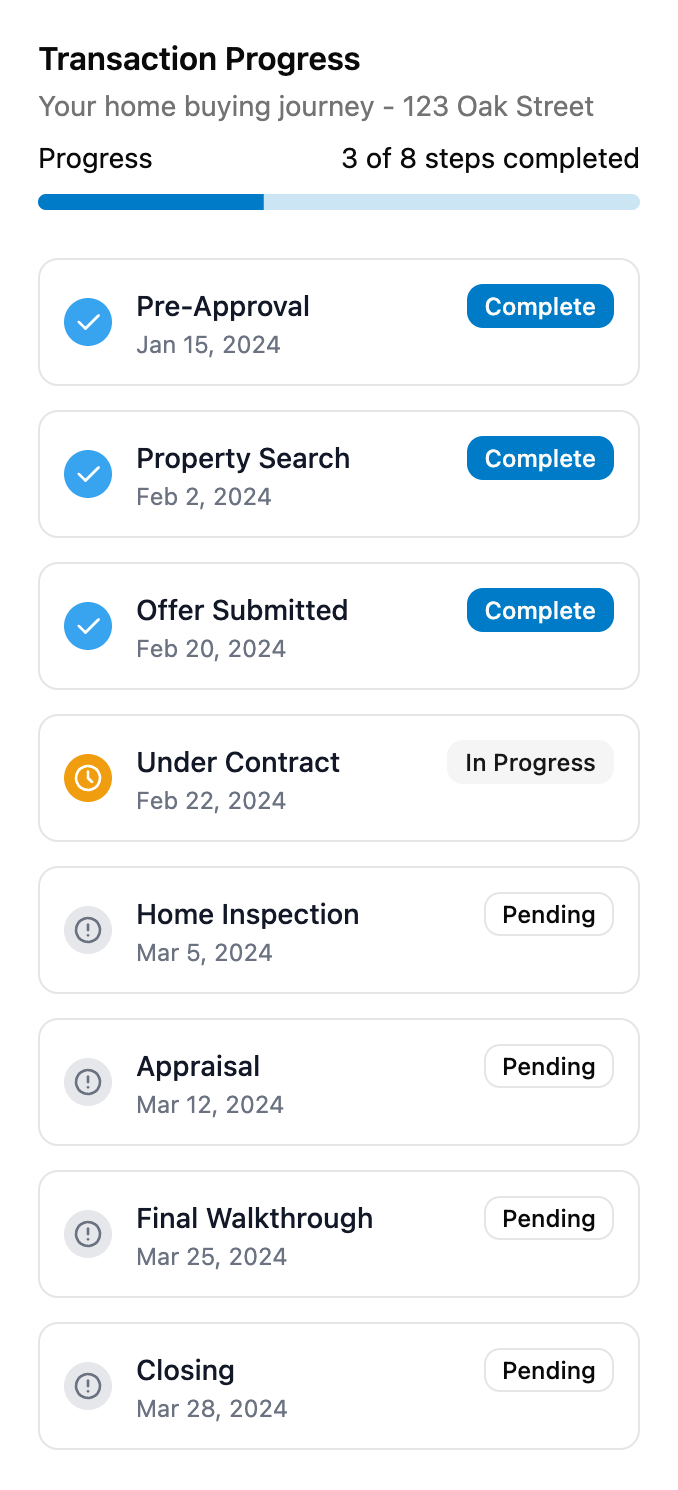 Transaction Progress
Your home buying journey - 123 Oak Street
Progress 3 of 8 steps completed
Pre-Approval Complete
Jan 15, 2024
Property Search Complete
Feb 2, 2024
Offer Submitted Complete
Feb 20, 2024
Under Contract In Progress
Feb 22, 2024
Home Inspection Pending
Mar 5, 2024
Appraisal Pending
Mar 12, 2024
Final Walkthrough Pending
Mar 25, 2024
Closing Pending
Mar 28, 2024